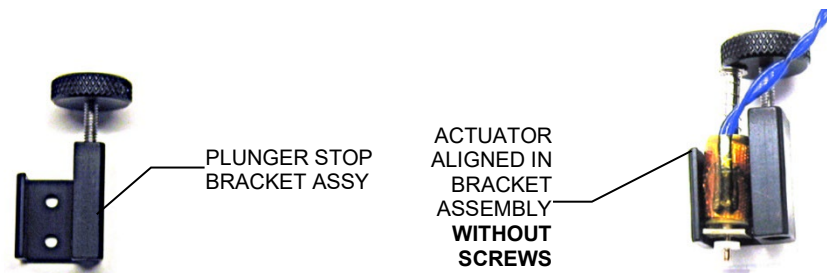 PLUNGER STOP
BRACKET ASSY
ACTUATOR
ALIGNED IN
BRACKET
ASSEMBLY
WITHOUT
SCREWS